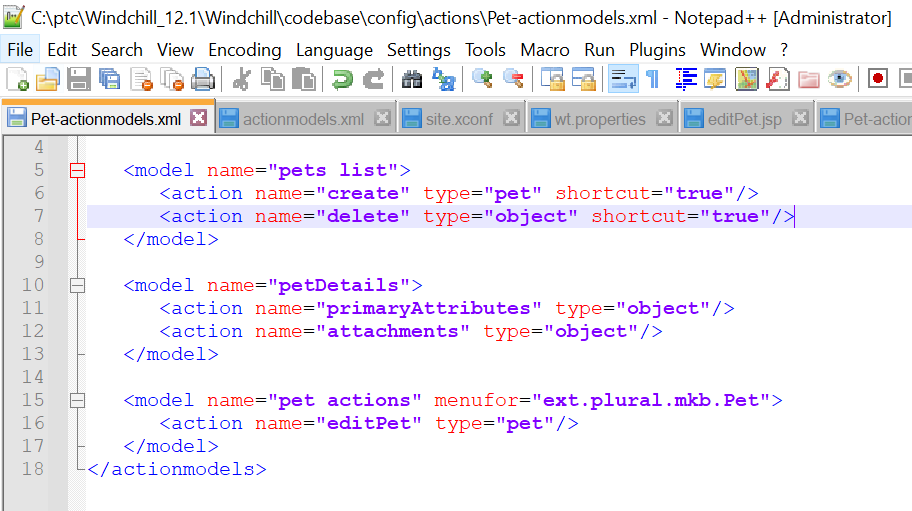 C:\ptc\Windchill_12.1\Windchill\codebase\config\actions\Pet-actionmodels.xml - Notepad++ [Administrator]
File Edit Search View Encoding Language Settings Tools Macro Run Plugins Window ?
Pet-actionmodels.xml actionmodels.xml site.xconf wt.properties editPet.jsp Pet-action
4
5 <model name="pets list">
6 <action name="create" type="pet" shortcut="true"/>
7 <action name="delete" type="object" shortcut="true"/>
8 </model>
9
10 <model name="petDetails">
11 <action name="primaryAttributes" type="object"/>
12 <action name="attachments" type="object"/>
13 </model>
14
15 <model name="pet actions" menufor="ext.plural.mkb.Pet">
16 <action name="editPet" type="pet"/>
17 </model>
18 </actionmodels>